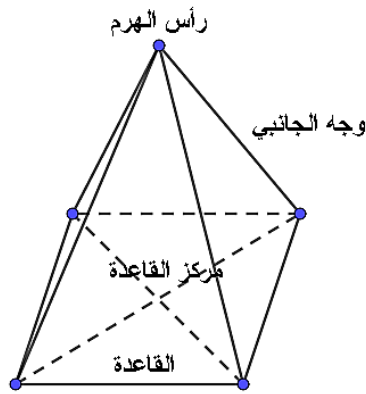 رأس الهرم
وجه الجانبي
مركز القاعدة
القاعدة